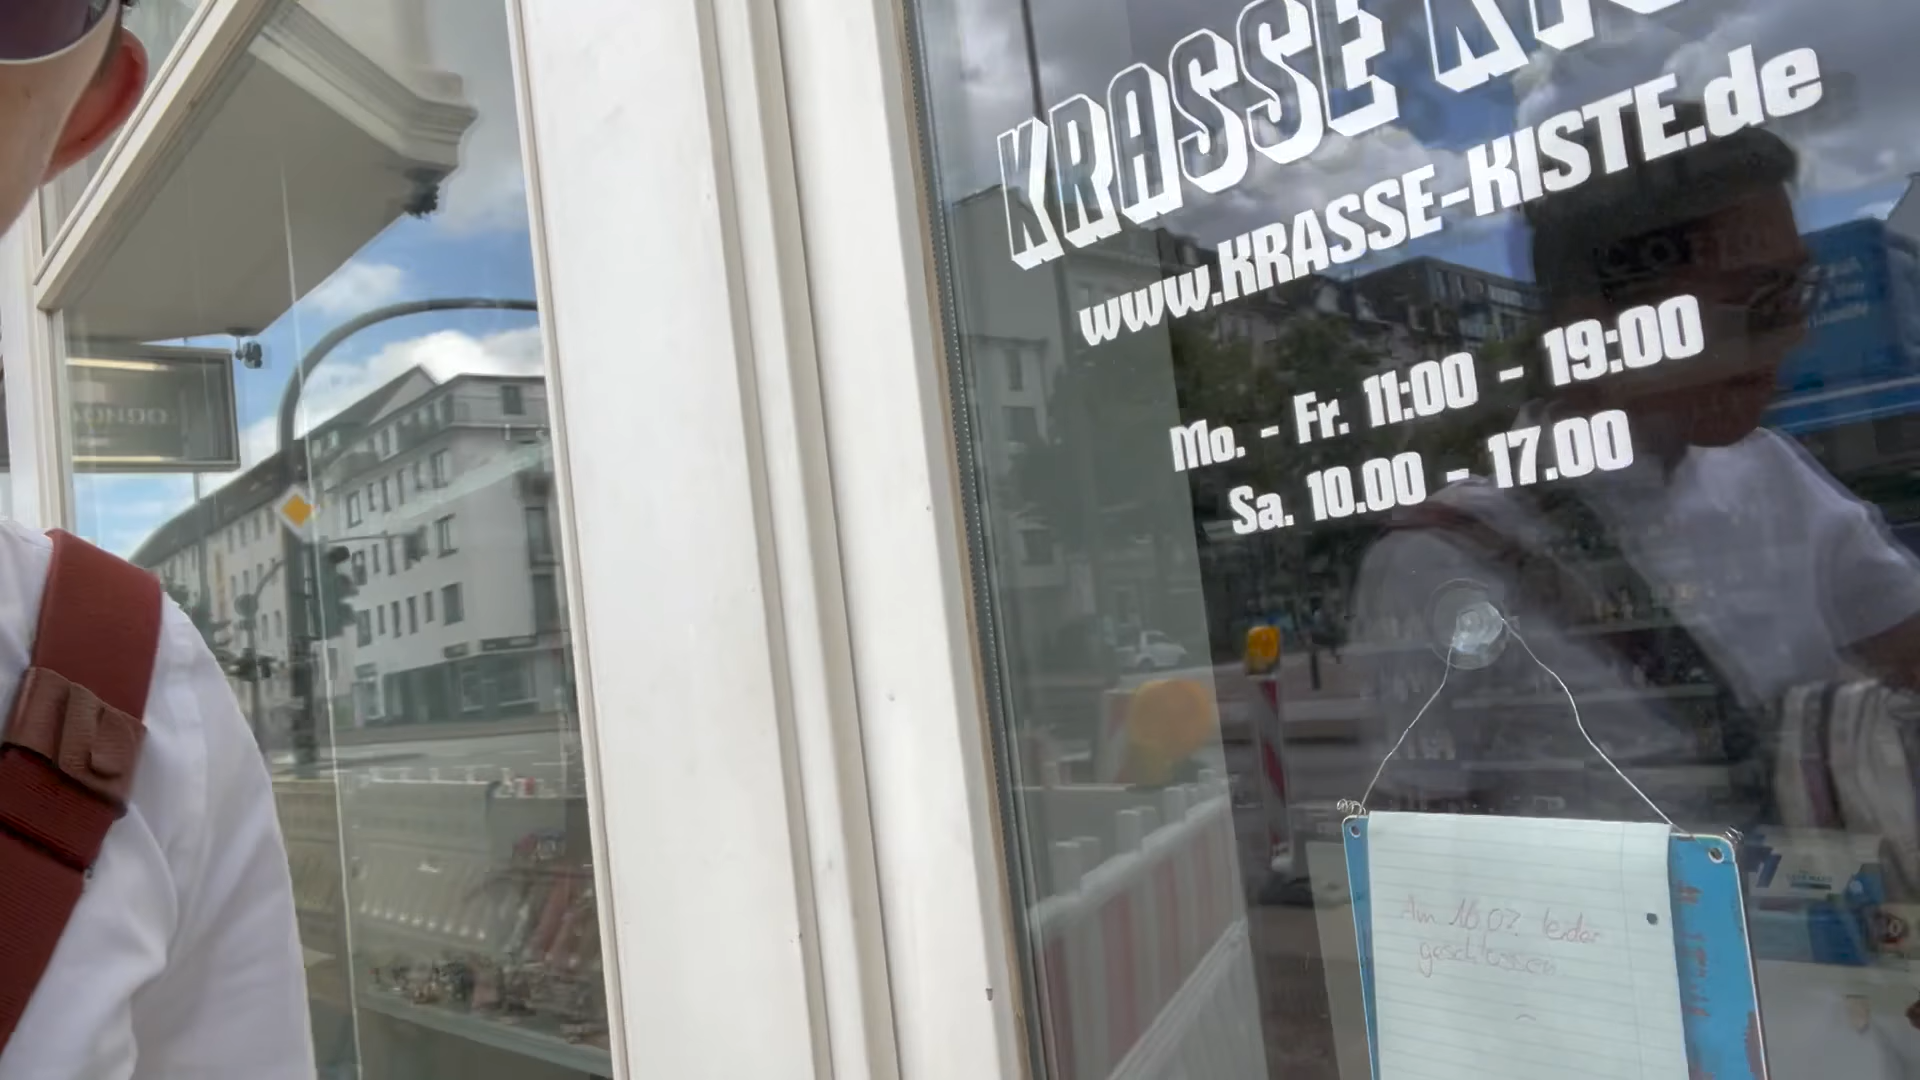 KRASSE
www.KRASSE-KISTE.de
Mo. - Fr. 11:00 - 19:00
Sa. 10.00 - 17.00
Am 16.07. leider
geschlossen